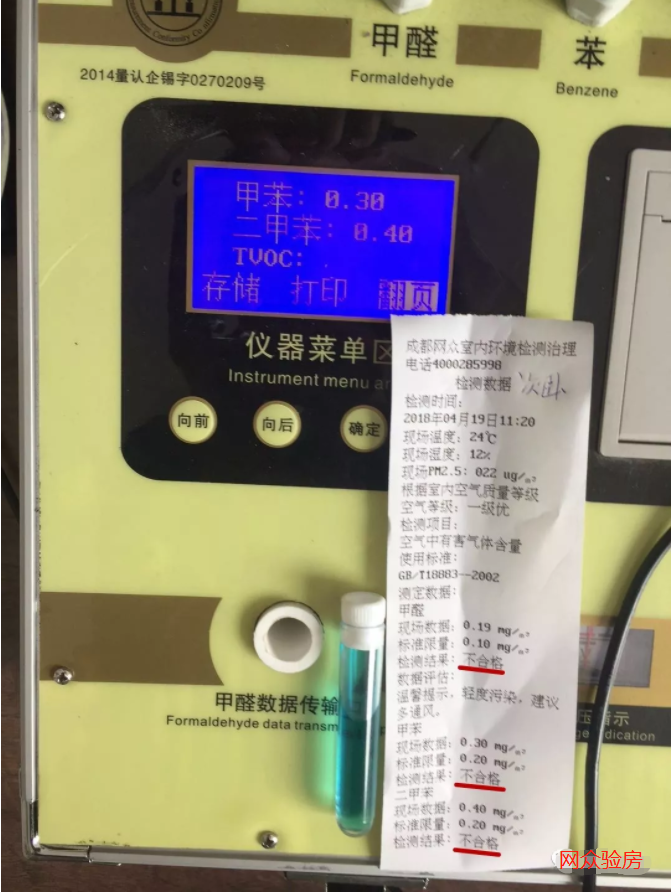 2014量认企锡字0270209号
甲醛
Formaldehyde
苯
Benzene
甲苯: 0.30
二甲苯: 0.40
TVOC:
存储 打印 翻页
仪器菜单区
Instrument menu ar
向前 向后 确定
成都网众室内环境检测治理
电话4000285998
检测数据 次卧
检测时间:
2018年04月19日11:20
现场温度: 24℃
现场湿度: 12%
现场PM2.5: 022 ug/m³
根据室内空气质量等级
空气等级: 一级优
检测项目:
空气中有害气体含量
使用标准:
GB/T18883--2002
测定数据:
甲醛
现场数据: 0.19 mg/m³
标准限量: 0.10 mg/m³
检测结果: 不合格
数据评估:
温馨提示, 轻度污染, 建议
多通风。
甲苯
现场数据: 0.30 mg/m³
标准限量: 0.20 mg/m³
检测结果: 不合格
二甲苯
现场数据: 0.40 mg/m³
标准限量: 0.20 mg/m³
检测结果: 不合格
甲醛数据传输
Formaldehyde data transm
压指示
ge indication
网众验房